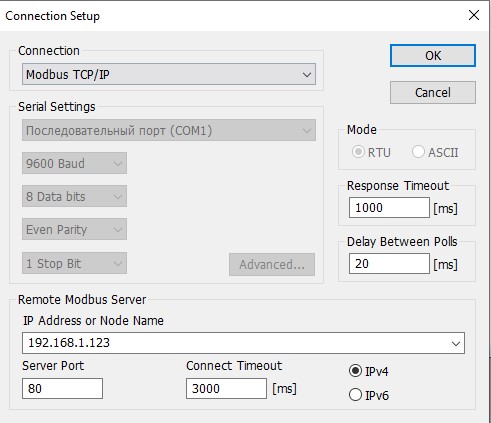 Connection Setup
Connection
OK
Modbus TCP/IP
Cancel
Serial Settings
Последовательный порт (COM1)
Mode
RTU ASCII
9600 Baud
8 Data bits
Response Timeout
1000 [ms]
Even Parity
Delay Between Polls
1 Stop Bit
Advanced...
20 [ms]
Remote Modbus Server
IP Address or Node Name
192.168.1.123
Server Port
Connect Timeout
IPv4
80
3000 [ms]
IPv6